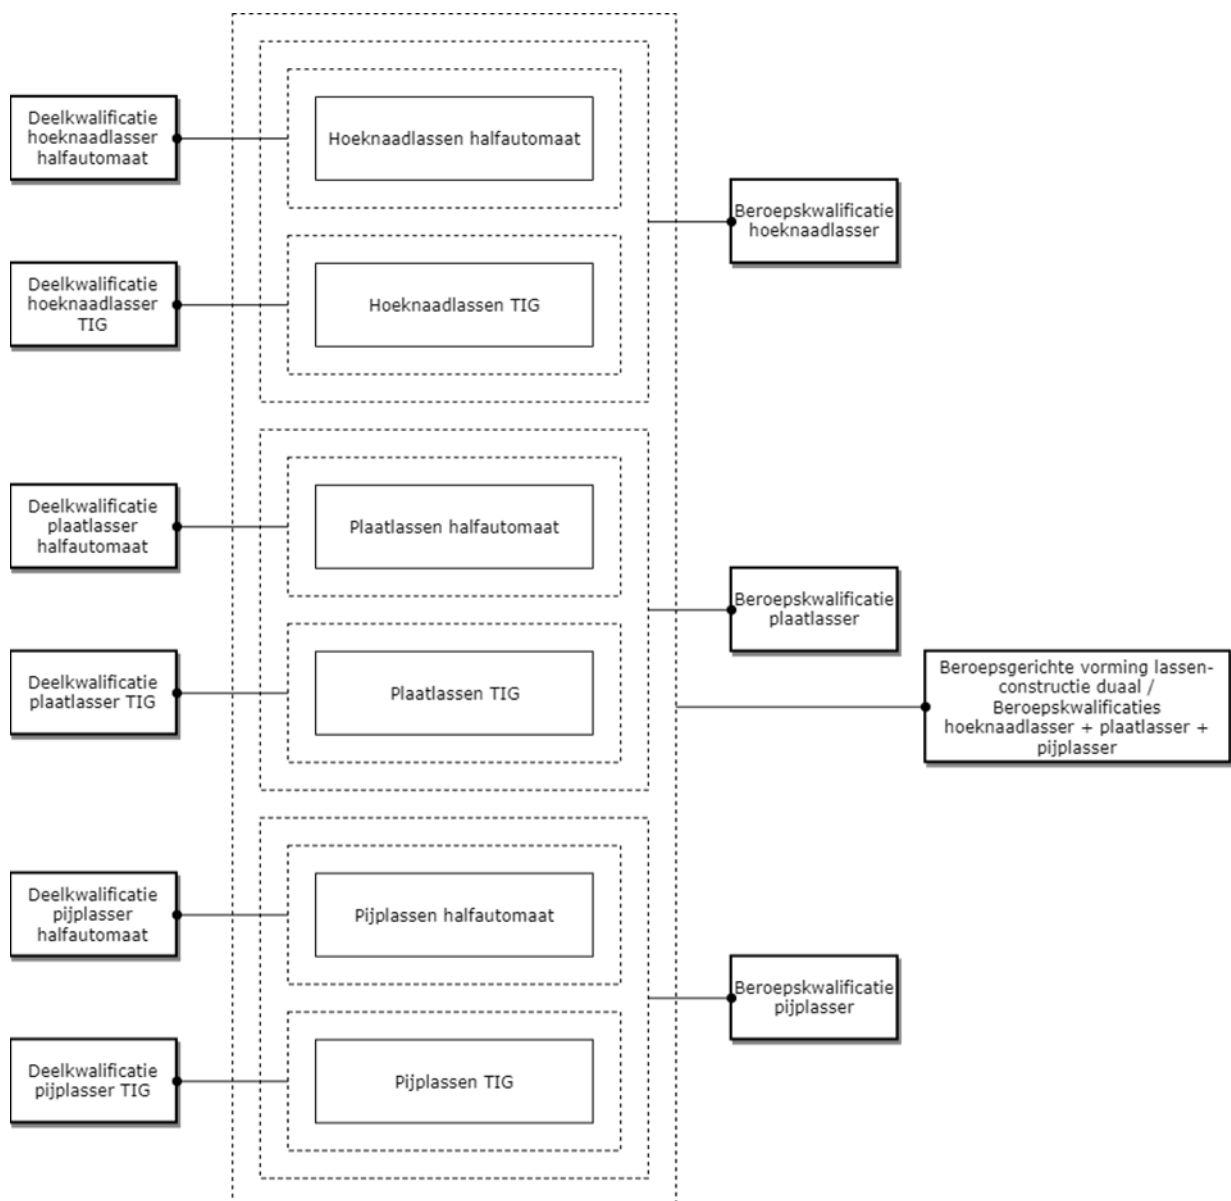 Deelkwalificatie
hoeknaadlasser
halfautomaat
Hoeknaadlassen halfautomaat
Beroepskwalificatie
hoeknaadlasser
Deelkwalificatie
hoeknaadlasser
TIG
Hoeknaadlassen TIG
Deelkwalificatie
plaatlasser
halfautomaat
Plaatlassen halfautomaat
Beroepskwalificatie
plaatlasser
Deelkwalificatie
plaatlasser TIG
Plaatlassen TIG
Beroepsgerichte vorming lassen-
constructie duaal /
Beroepskwalificaties
hoeknaadlasser + plaatlasser +
pijplasser
Deelkwalificatie
pijplasser
halfautomaat
Pijplassen halfautomaat
Beroepskwalificatie
pijplasser
Deelkwalificatie
pijplasser TIG
Pijplassen TIG